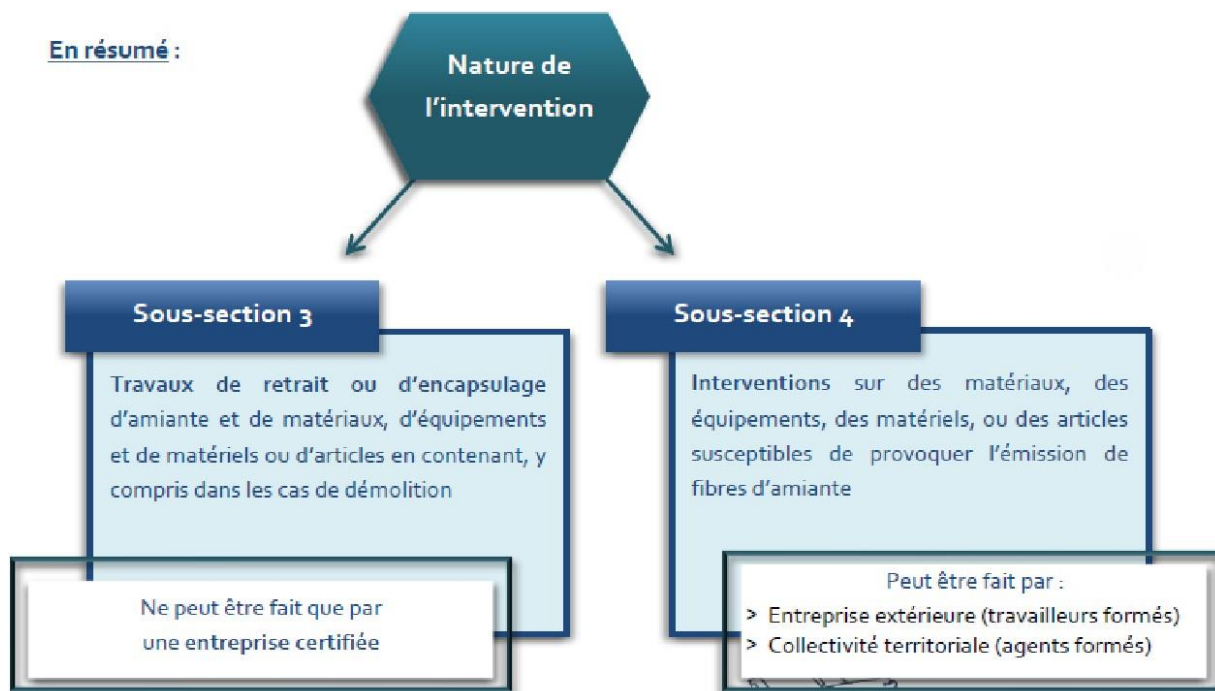 En résumé :
Nature de
l'intervention
Sous-section 3
Travaux de retrait ou d'encapsulage
d'amiante et de matériaux, d'équipements
et de matériels ou d'articles en contenant, y
compris dans les cas de démolition
Ne peut être fait que par
une entreprise certifiée
Sous-section 4
Interventions sur des matériaux, des
équipements, des matériels, ou des articles
susceptibles de provoquer l'émission de
fibres d'amiante
Peut être fait par :
> Entreprise extérieure (travailleurs formés)
> Collectivité territoriale (agents formés)